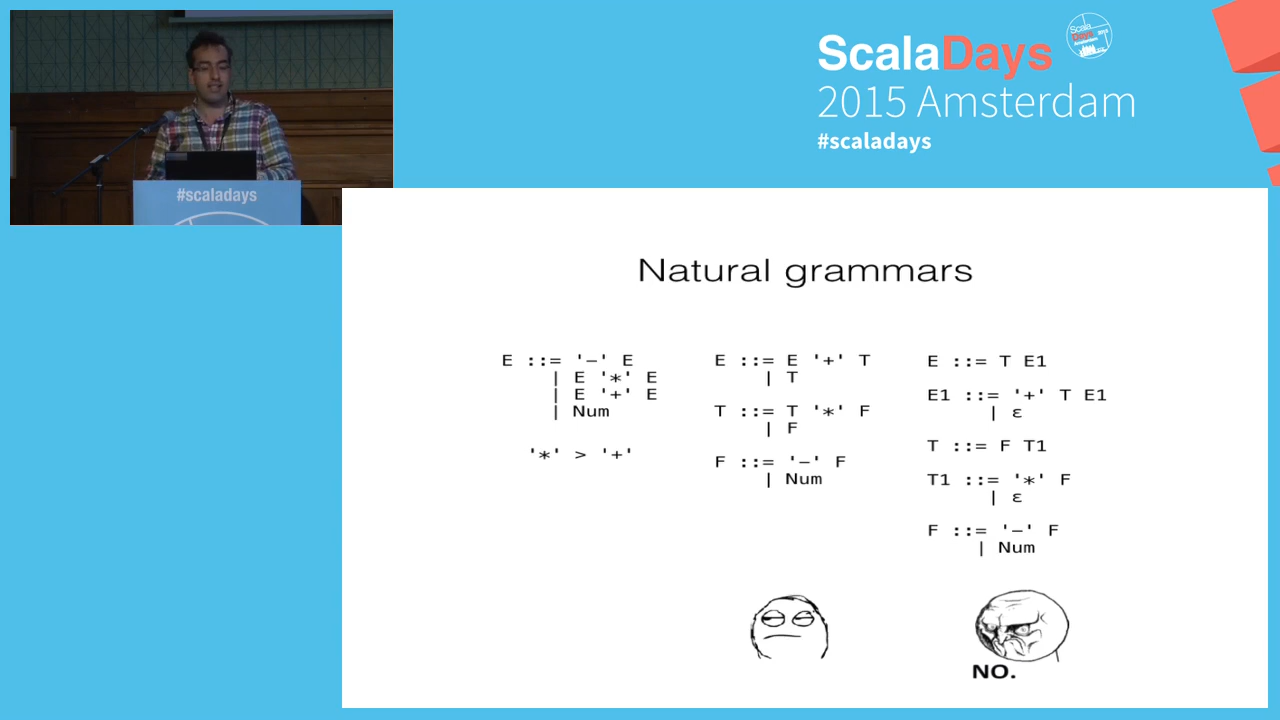 ScalaDays
2015 Amsterdam
#scaladays
#scaladays
Natural grammars
E ::= '-' E
| E '*' E
| E '+' E
| Num
'*' > '+'
E ::= E '+' T
| T
T ::= T '*' F
| F
F ::= '-' F
| Num
E ::= T E1
E1 ::= '+' T E1
| ε
T ::= F T1
T1 ::= '*' F
| ε
F ::= '-' F
| Num
NO.